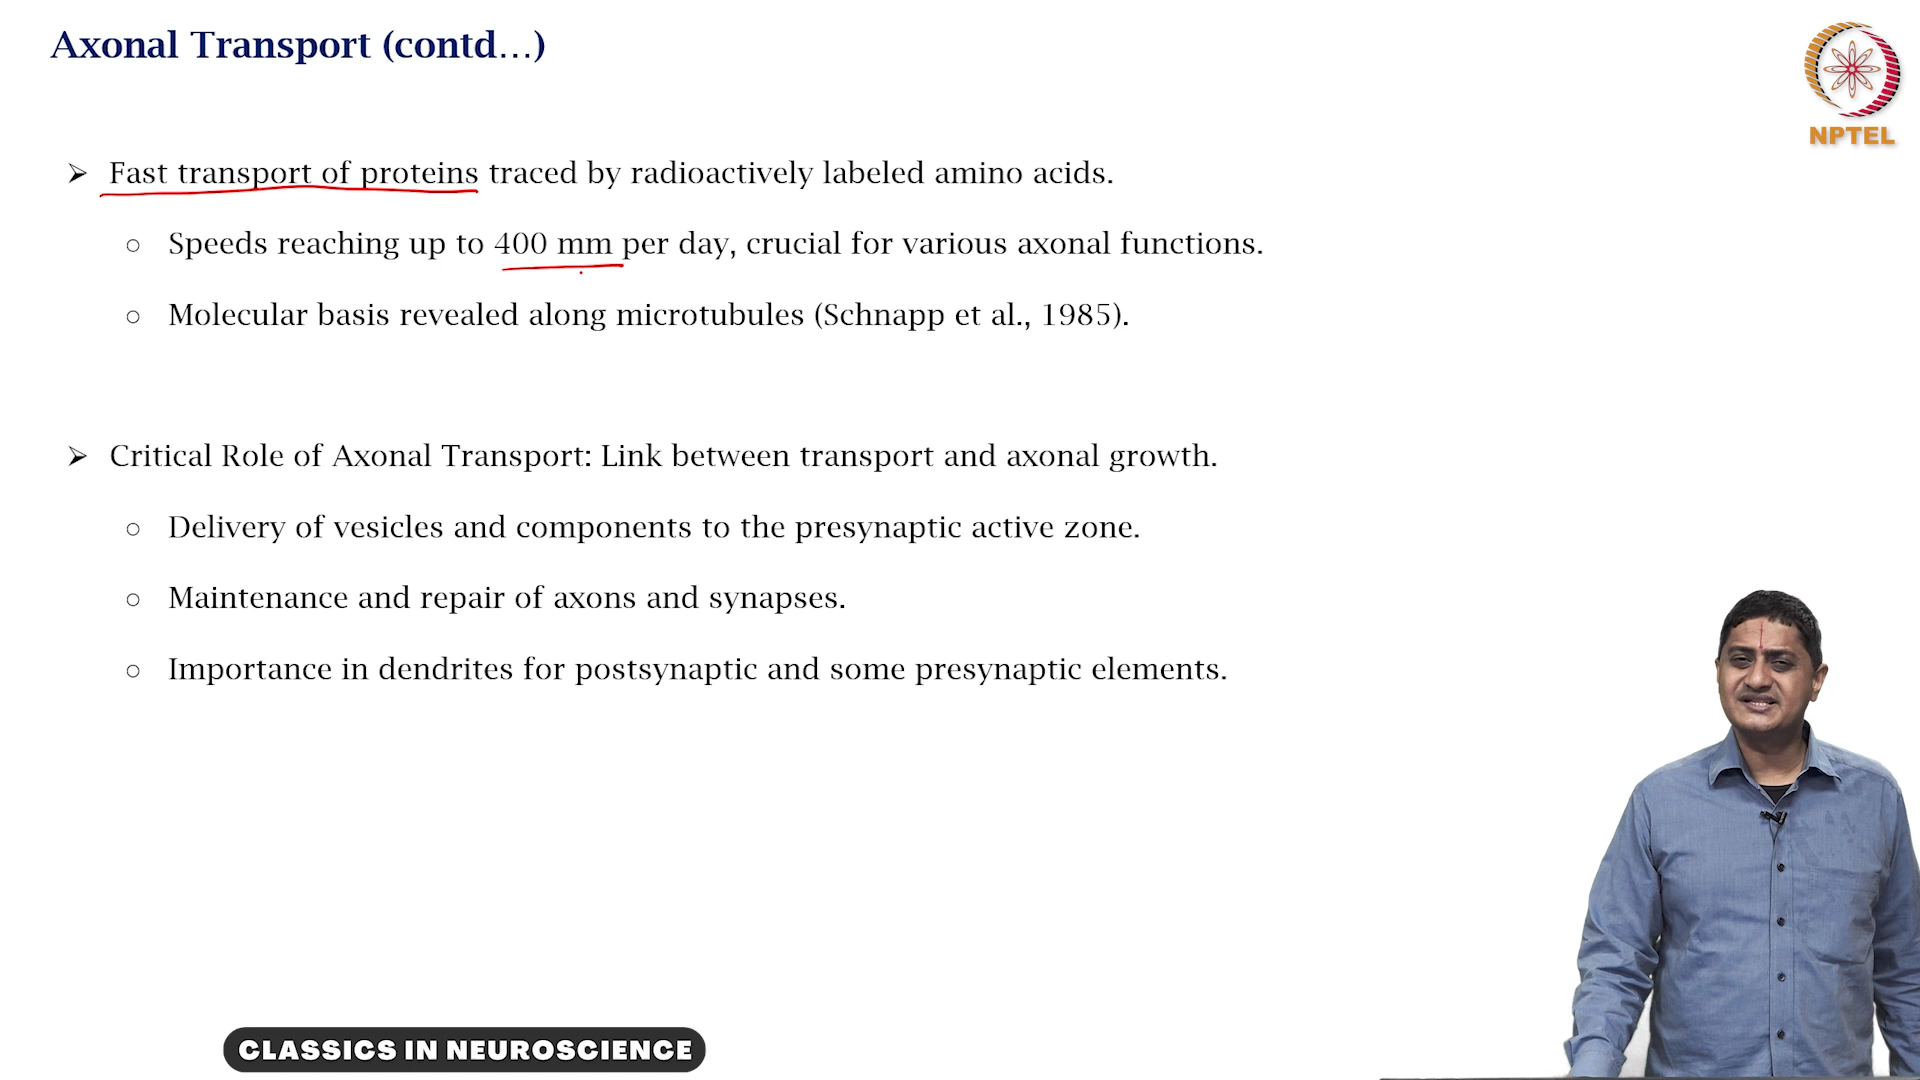 Axonal Transport (contd...)
NPTEL
➢ Fast transport of proteins traced by radioactively labeled amino acids.
○ Speeds reaching up to 400 mm per day, crucial for various axonal functions.
○ Molecular basis revealed along microtubules (Schnapp et al., 1985).
➢ Critical Role of Axonal Transport: Link between transport and axonal growth.
○ Delivery of vesicles and components to the presynaptic active zone.
○ Maintenance and repair of axons and synapses.
○ Importance in dendrites for postsynaptic and some presynaptic elements.
CLASSICS IN NEUROSCIENCE